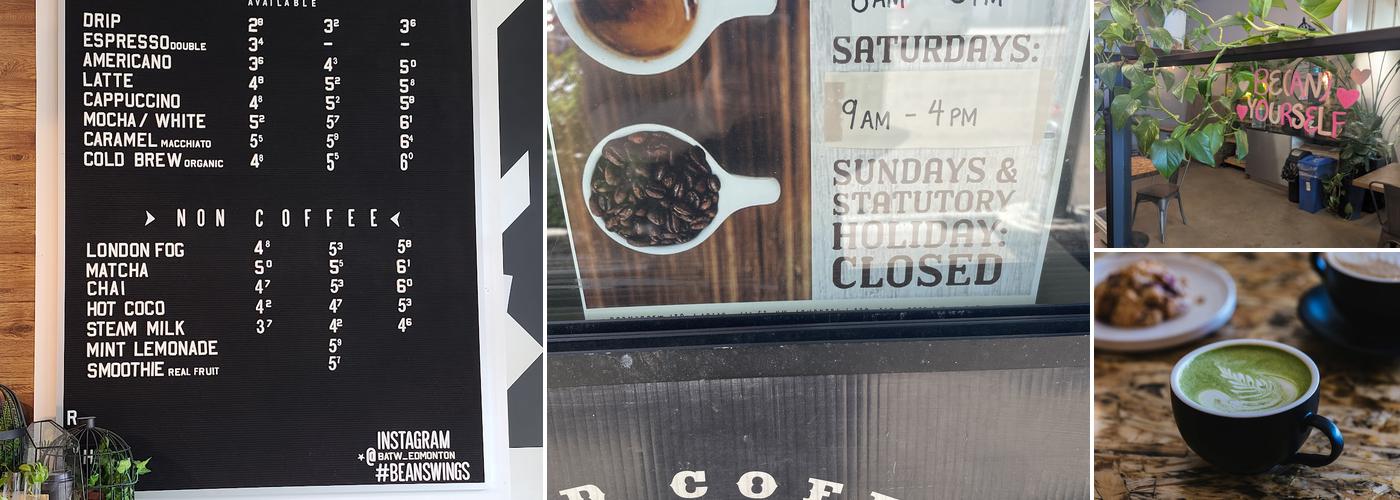 AVAILABLE
DRIP 2⁹ 3² 3⁶
ESPRESSO DOUBLE 3⁴ – –
AMERICANO 3⁶ 4³ 5⁰
LATTE 4⁸ 5² 5⁸
CAPPUCCINO 4⁸ 5² 5⁸
MOCHA/ WHITE 5² 5⁷ 6¹
CARAMEL MACCHIATO 5⁵ 5⁹ 6⁴
COLD BREW ORGANIC 4⁸ 5⁵ 6⁰
NON COFFEE
LONDON FOG 4⁸ 5³ 5⁸
MATCHA 5⁰ 5⁵ 6¹
CHAI 4⁷ 5³ 6⁰
HOT COCO 4² 4⁷ 5³
STEAM MILK 3⁷ 4² 4⁶
MINT LEMONADE 5⁹
SMOOTHIE REAL FRUIT 5⁷
R
INSTAGRAM
@BATW_EDMONTON
#BEANSWINGS
SATURDAYS:
9AM - 4PM
SUNDAYS &
STATUTORY
HOLIDAY:
CLOSED
YOURSELF